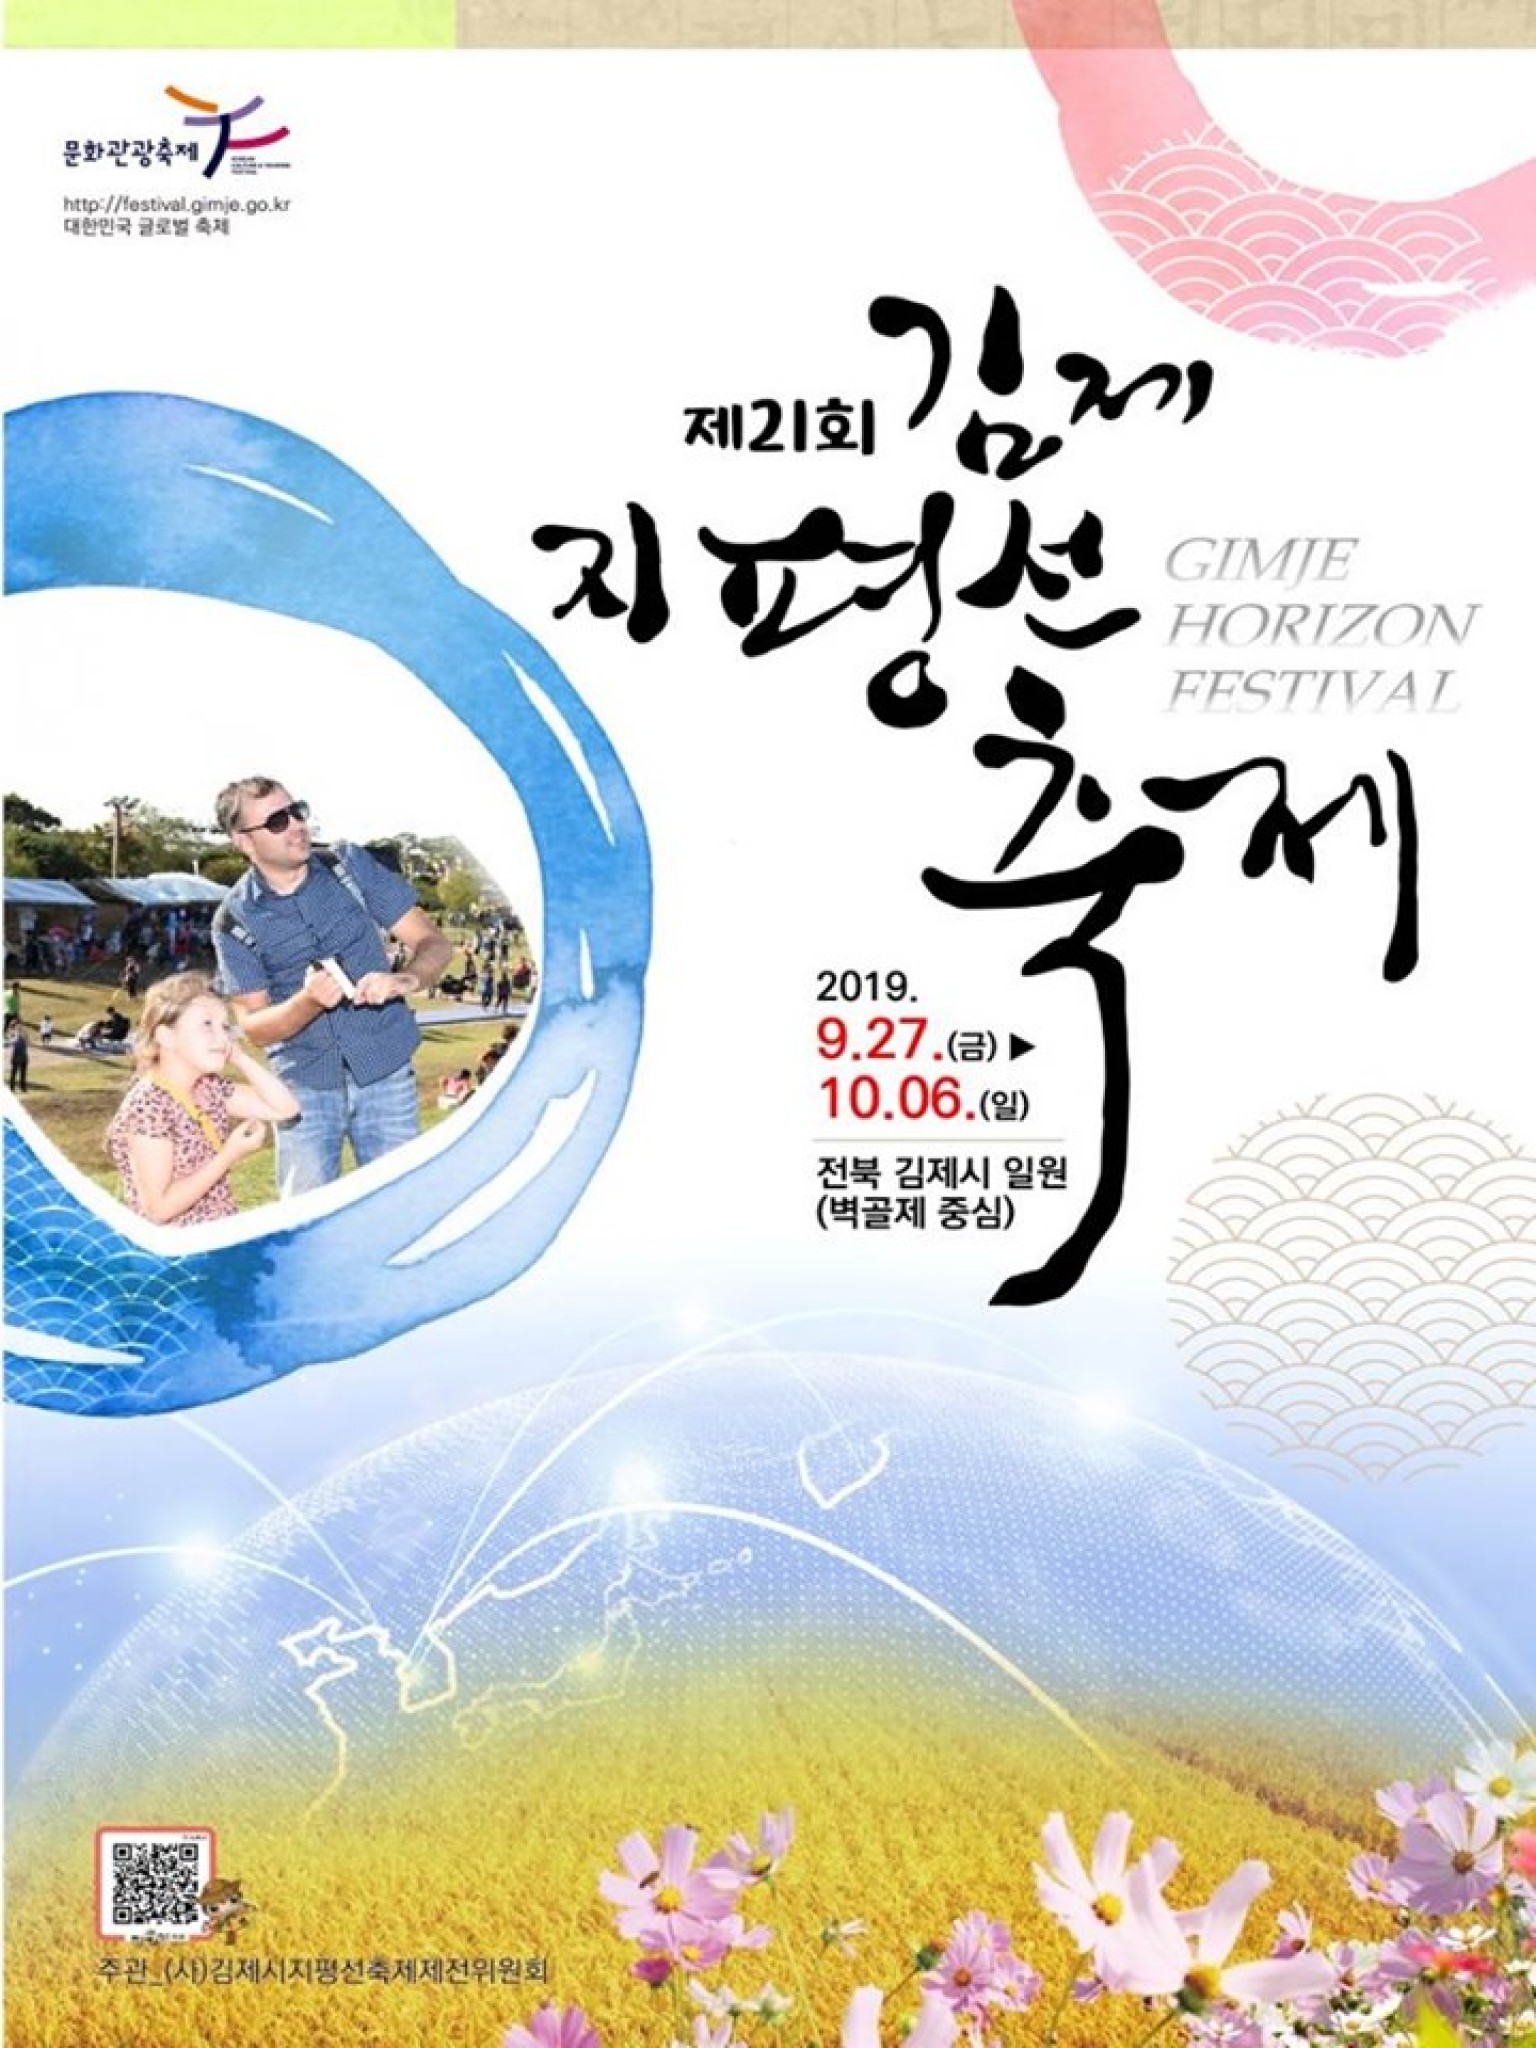 문화관광축제
http://festival.gimje.go.kr
대한민국 글로벌 축제
제21회 김제
지평선
축제
GIMJE
HORIZON
FESTIVAL
2019.
9.27.(금) ▶
10.06.(일)
전북 김제시 일원
(벽골제 중심)
주관_(사)김제시지평선축제제전위원회